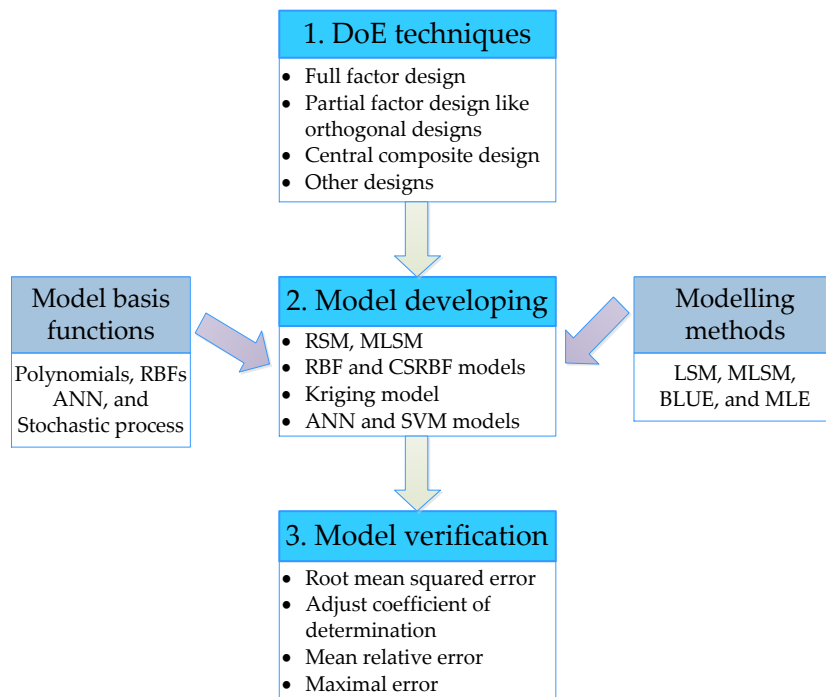 1. DoE techniques
• Full factor design
• Partial factor design like
orthogonal designs
• Central composite design
• Other designs
Model basis
functions
Polynomials, RBFs
ANN, and
Stochastic process
2. Model developing
• RSM, MLSM
• RBF and CSRBF models
• Kriging model
• ANN and SVM models
Modelling
methods
LSM, MLSM,
BLUE, and MLE
3. Model verification
• Root mean squared error
• Adjust coefficient of
determination
• Mean relative error
• Maximal error